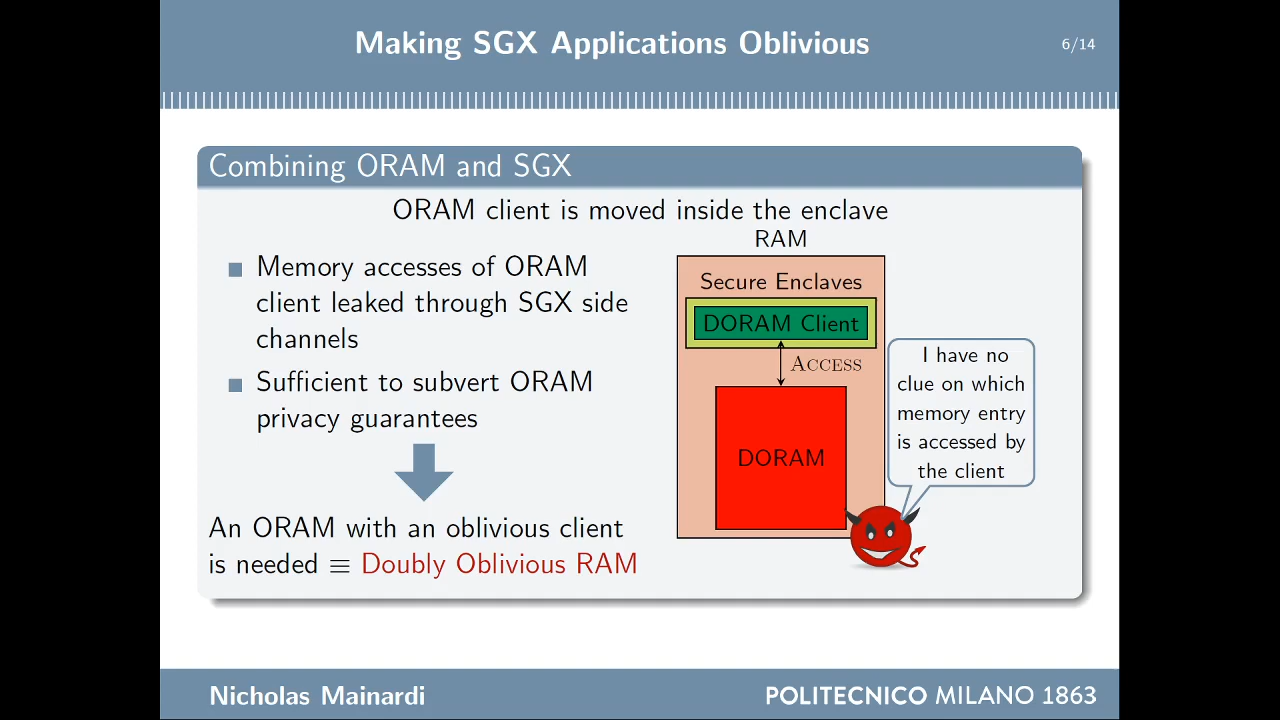 Making SGX Applications Oblivious
6/14
Combining ORAM and SGX
ORAM client is moved inside the enclave
Memory accesses of ORAM
client leaked through SGX side
channels
Sufficient to subvert ORAM
privacy guarantees
An ORAM with an oblivious client
is needed ≡ Doubly Oblivious RAM
RAM
Secure Enclaves
DORAM Client
ACCESS
DORAM
I have no
clue on which
memory entry
is accessed by
the client
Nicholas Mainardi
POLITECNICO MILANO 1863